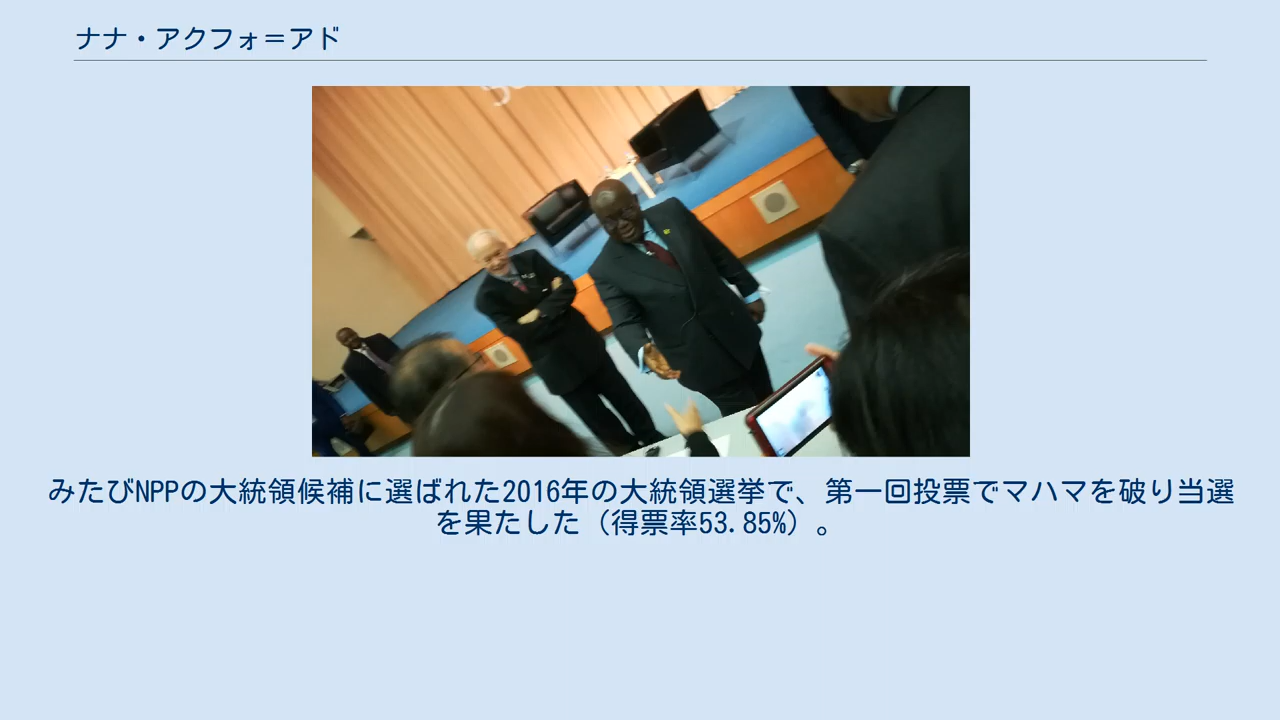 ナナ・アクフォ＝アド
みたびNPPの大統領候補に選ばれた2016年の大統領選挙で、第一回投票でマハマを破り当選
を果たした（得票率53.85%）。